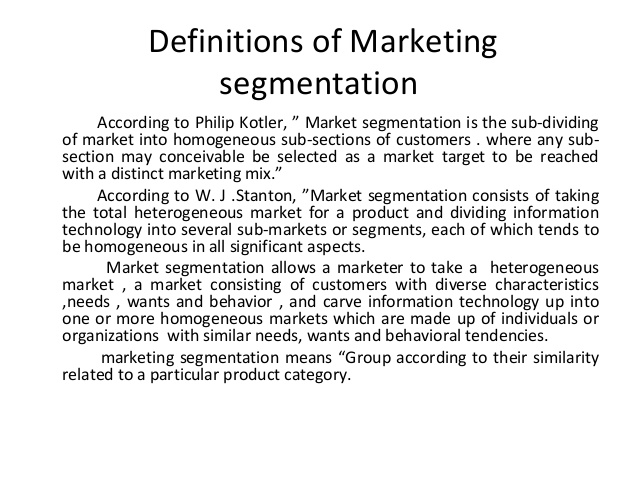 Definitions of Marketing
segmentation
According to Philip Kotler, ” Market segmentation is the sub-dividing
of market into homogeneous sub-sections of customers . where any sub-
section may conceivable be selected as a market target to be reached
with a distinct marketing mix.”
According to W. J .Stanton, ”Market segmentation consists of taking
the total heterogeneous market for a product and dividing information
technology into several sub-markets or segments, each of which tends to
be homogeneous in all significant aspects.
Market segmentation allows a marketer to take a heterogeneous
market , a market consisting of customers with diverse characteristics
,needs , wants and behavior , and carve information technology up into
one or more homogeneous markets which are made up of individuals or
organizations with similar needs, wants and behavioral tendencies.
marketing segmentation means “Group according to their similarity
related to a particular product category.